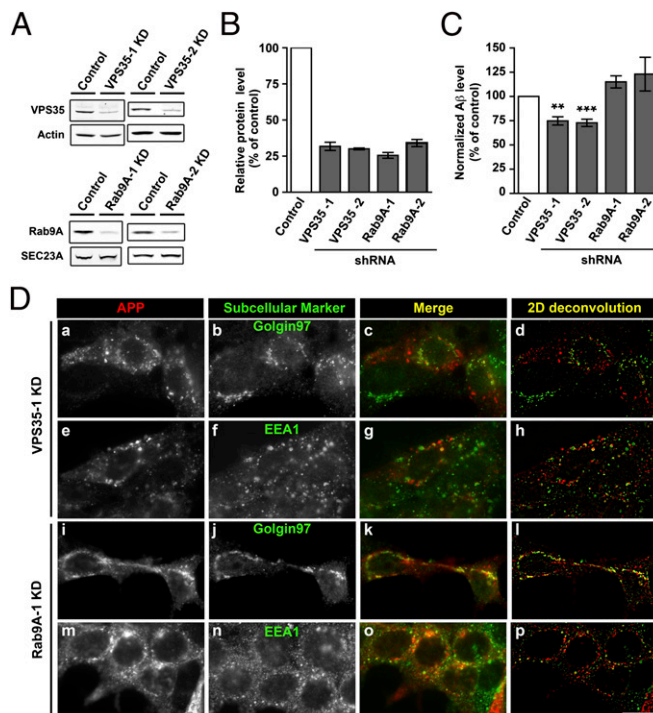 A
Control
VPS35-1 KD
Control
VPS35-2 KD
VPS35
Actin
Control
Rab9A-1 KD
Control
Rab9A-2 KD
Rab9A
SEC23A
B
Relative protein level
(% of control)
100
75
50
25
0
Control
VPS35-1
VPS35-2
Rab9A-1
Rab9A-2
shRNA
C
Normalized Aβ level
(% of control)
150
125
100
75
50
25
0
**
***
Control
VPS35-1
VPS35-2
Rab9A-1
Rab9A-2
shRNA
D
APP
Subcellular Marker
Merge
2D deconvolution
VPS35-1 KD
a
b
Golgin97
c
d
e
f
EEA1
g
h
Rab9A-1 KD
i
j
Golgin97
k
l
m
n
EEA1
o
p